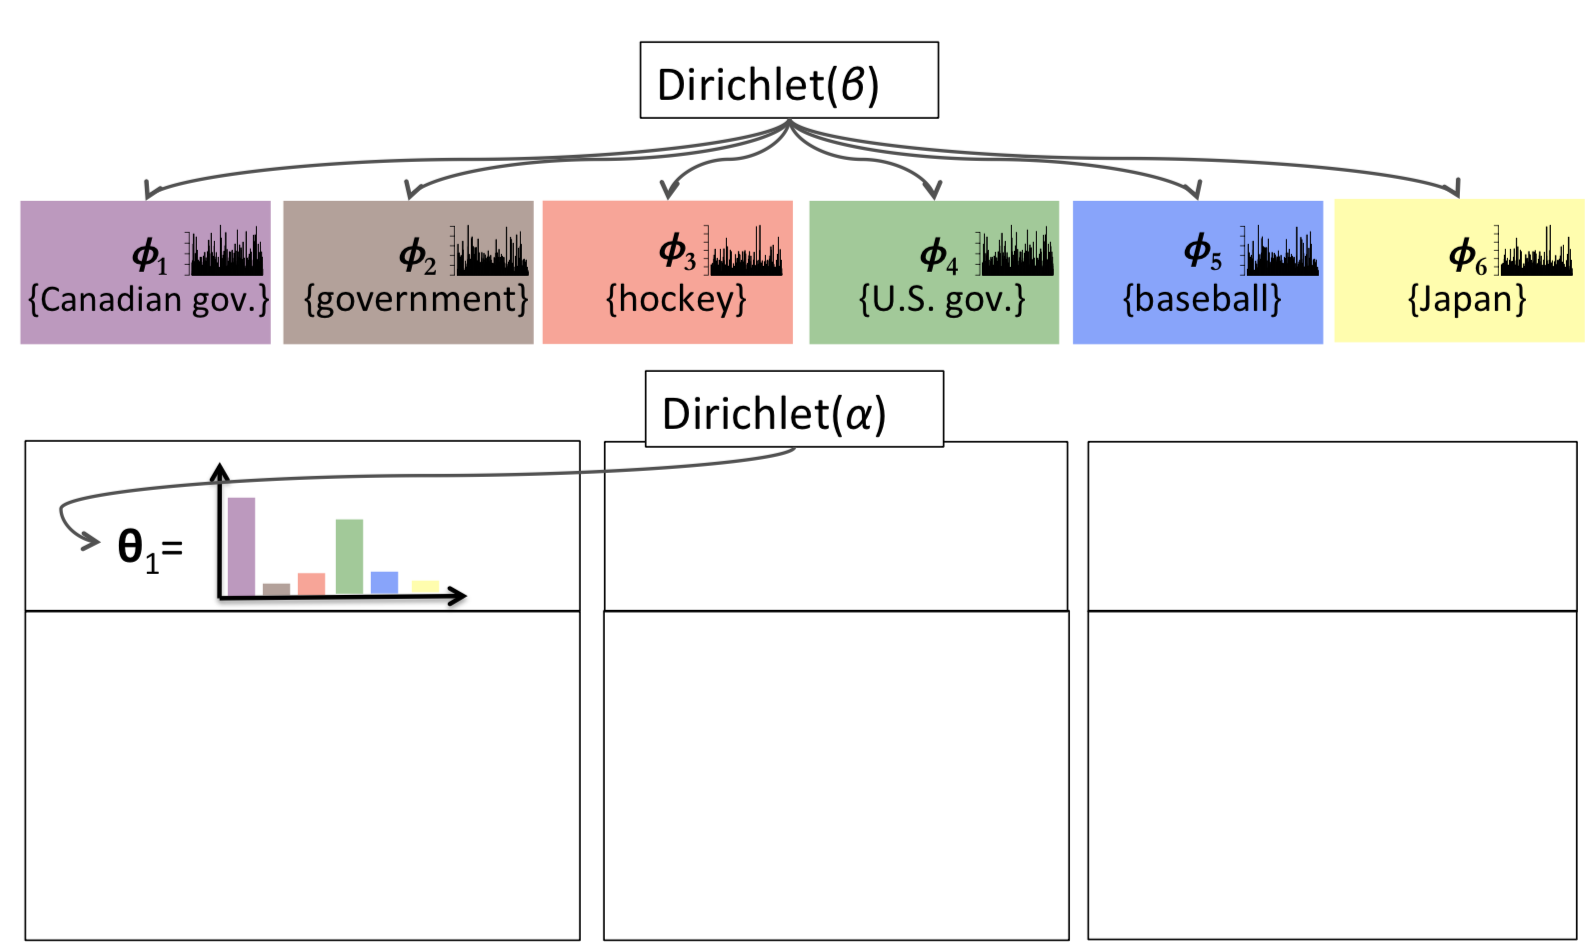 Dirichlet(β)
ϕ1 ϕ2 ϕ3 ϕ4 ϕ5 ϕ6
{Canadian gov.} {government} {hockey} {U.S. gov.} {baseball} {Japan}
Dirichlet(α)
θ1=